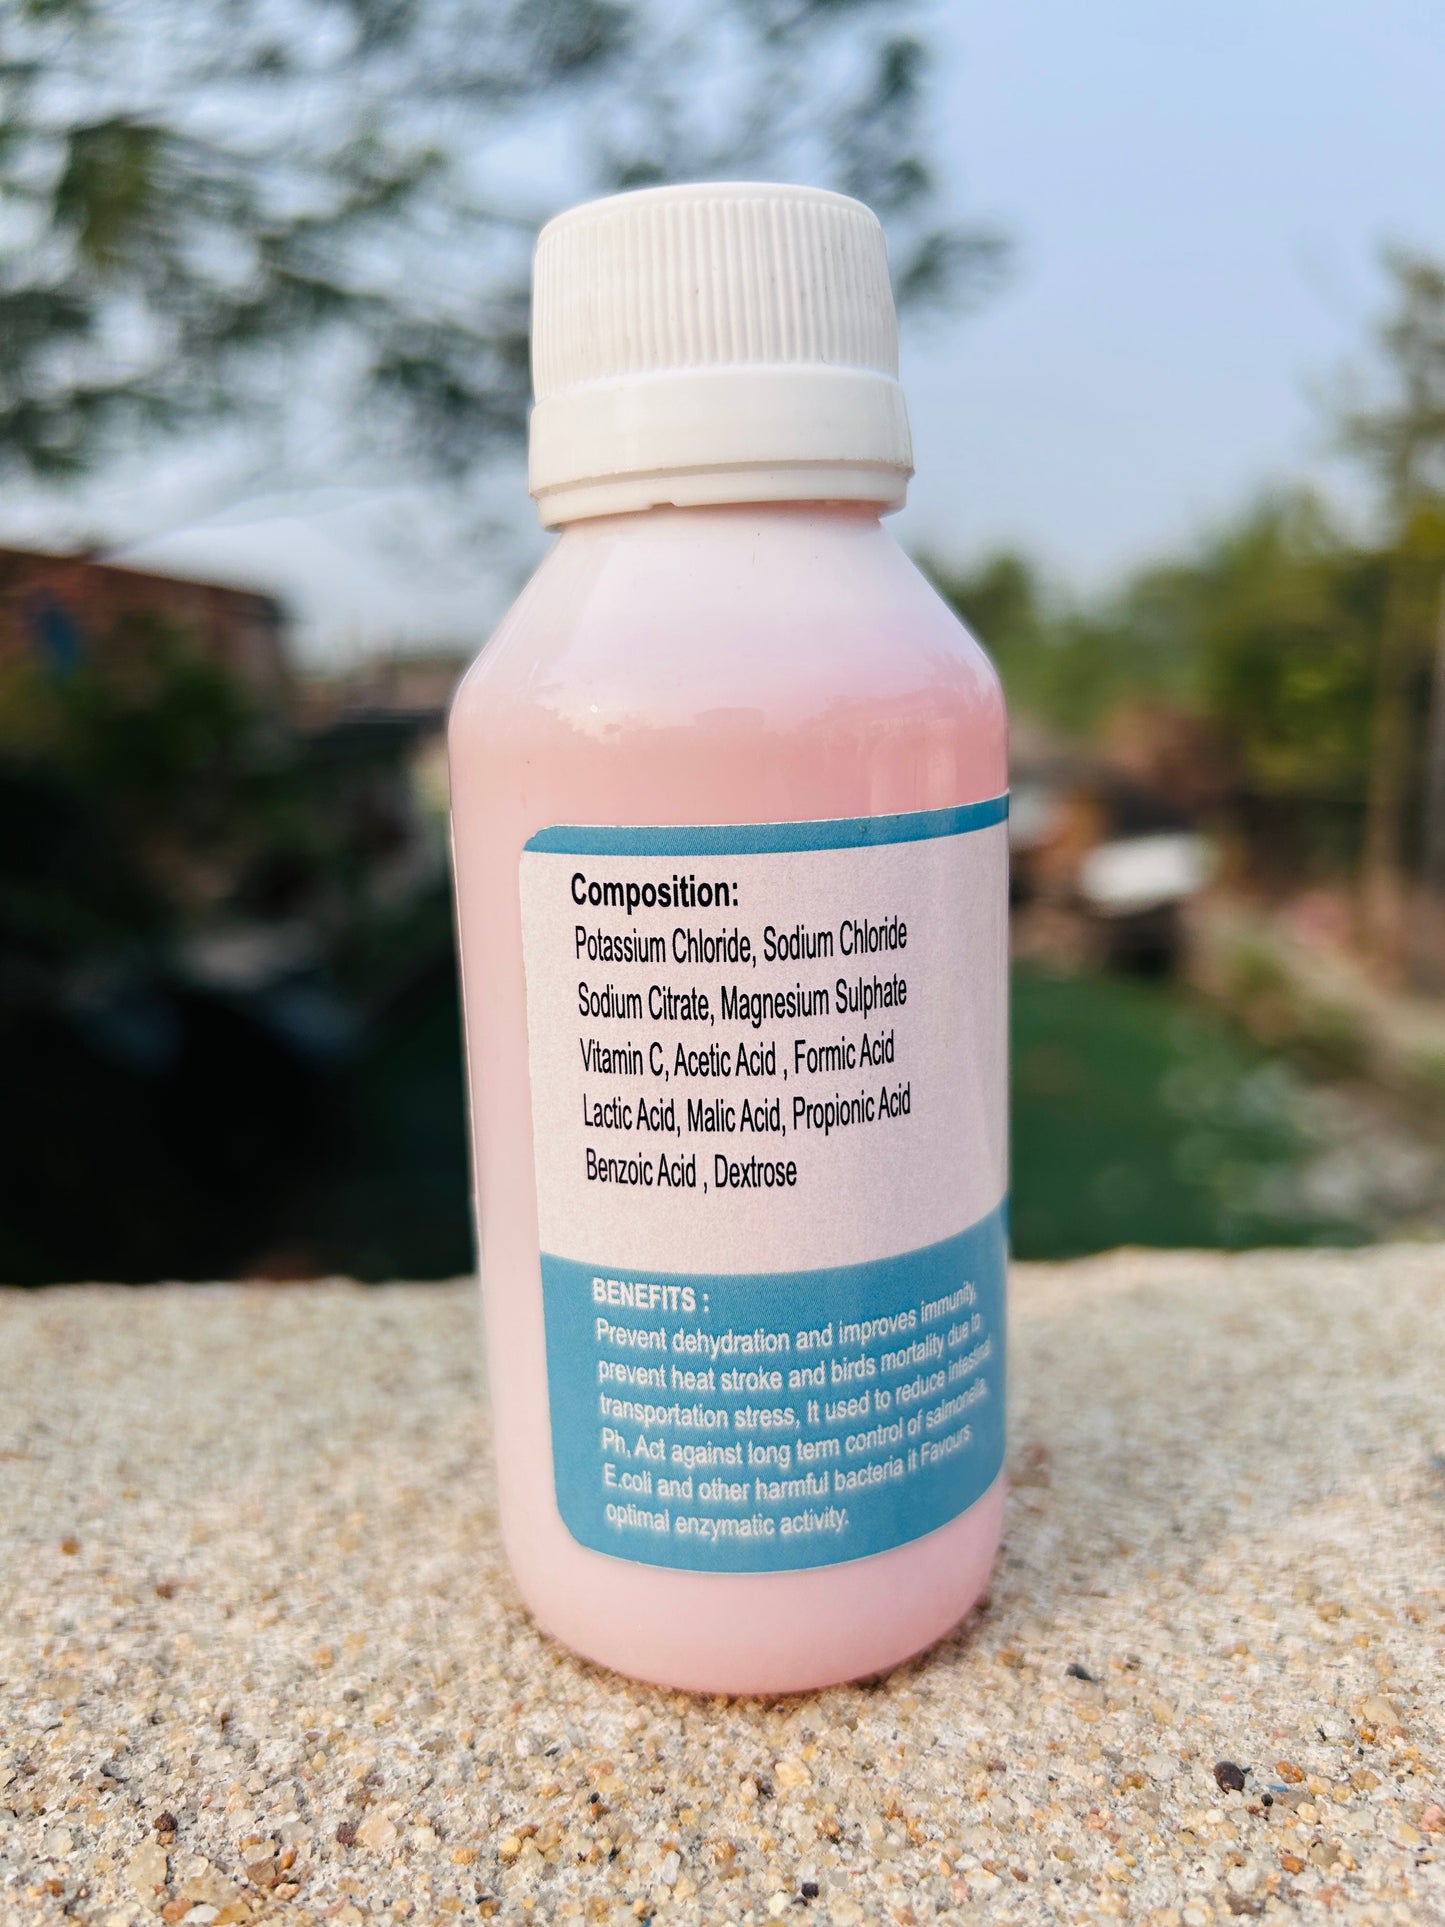 Composition:
Potassium Chloride, Sodium Chloride
Sodium Citrate, Magnesium Sulphate
Vitamin C, Acetic Acid , Formic Acid
Lactic Acid, Malic Acid, Propionic Acid
Benzoic Acid , Dextrose
BENEFITS :
Prevent dehydration and improves immunity,
prevent heat stroke and birds mortality due to
transportation stress, It used to reduce intestinal
Ph, Act against long term control of salmonella,
E.coli and other harmful bacteria it Favours
optimal enzymatic activity.